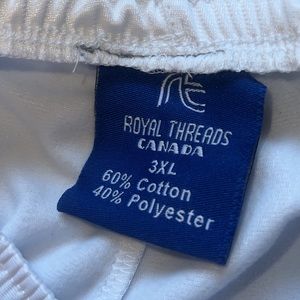 ROYAL THREADS
CANADA
3XL
60% Cotton
40% Polyester